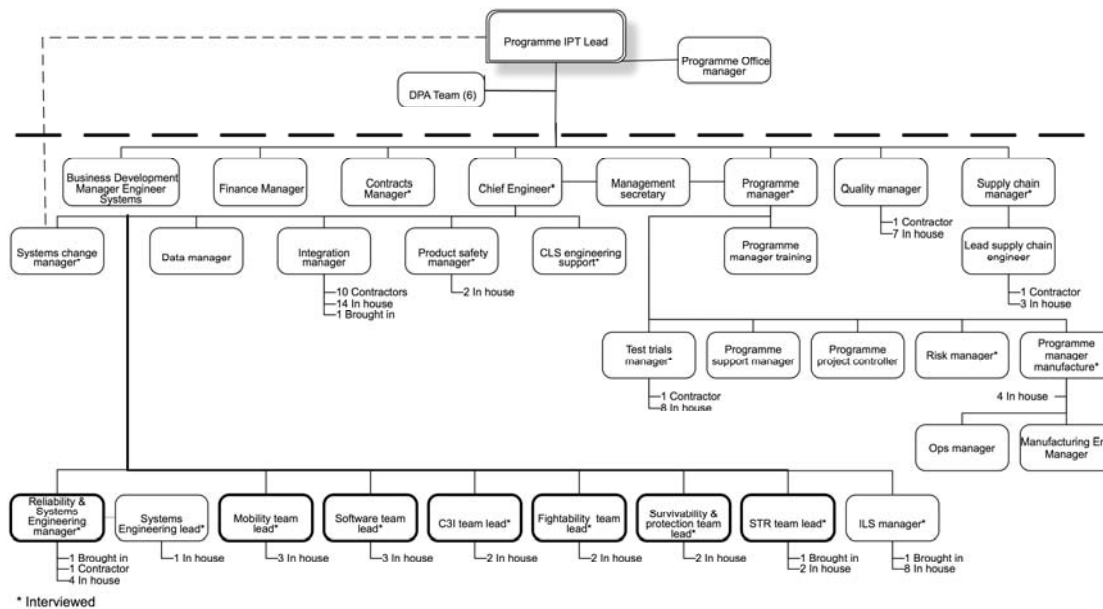 Programme IPT Lead
Programme Office
manager
DPA Team (6)
Business Development
Manager Engineer
Systems
Finance Manager
Contracts
Manager*
Chief Engineer*
Management
secretary
Programme
manager*
Quality manager
Supply chain
manager*
1 Contractor
7 In house
Systems change
manager*
Data manager
Integration
manager
Product safety
manager*
CLS engineering
support*
Programme
manager training
Lead supply chain
engineer
10 Contractors
14 In house
1 Brought in
2 In house
1 Contractor
3 In house
Test trials
manager*
Programme
support manager
Programme
project controller
Risk manager*
Programme
manager
manufacture*
1 Contractor
8 In house
4 In house
Ops manager
Manufacturing En
Manager
Reliability &
Systems
Engineering
manager*
Systems
Engineering lead*
Mobility team
lead*
Software team
lead*
C3I team lead*
Fightability team
lead*
Survivability &
protection team
lead*
STR team lead*
ILS manager*
1 Brought in
1 Contractor
4 In house
1 In house
3 In house
3 In house
2 In house
2 In house
2 In house
1 Brought in
2 In house
1 Brought in
8 In house
* Interviewed